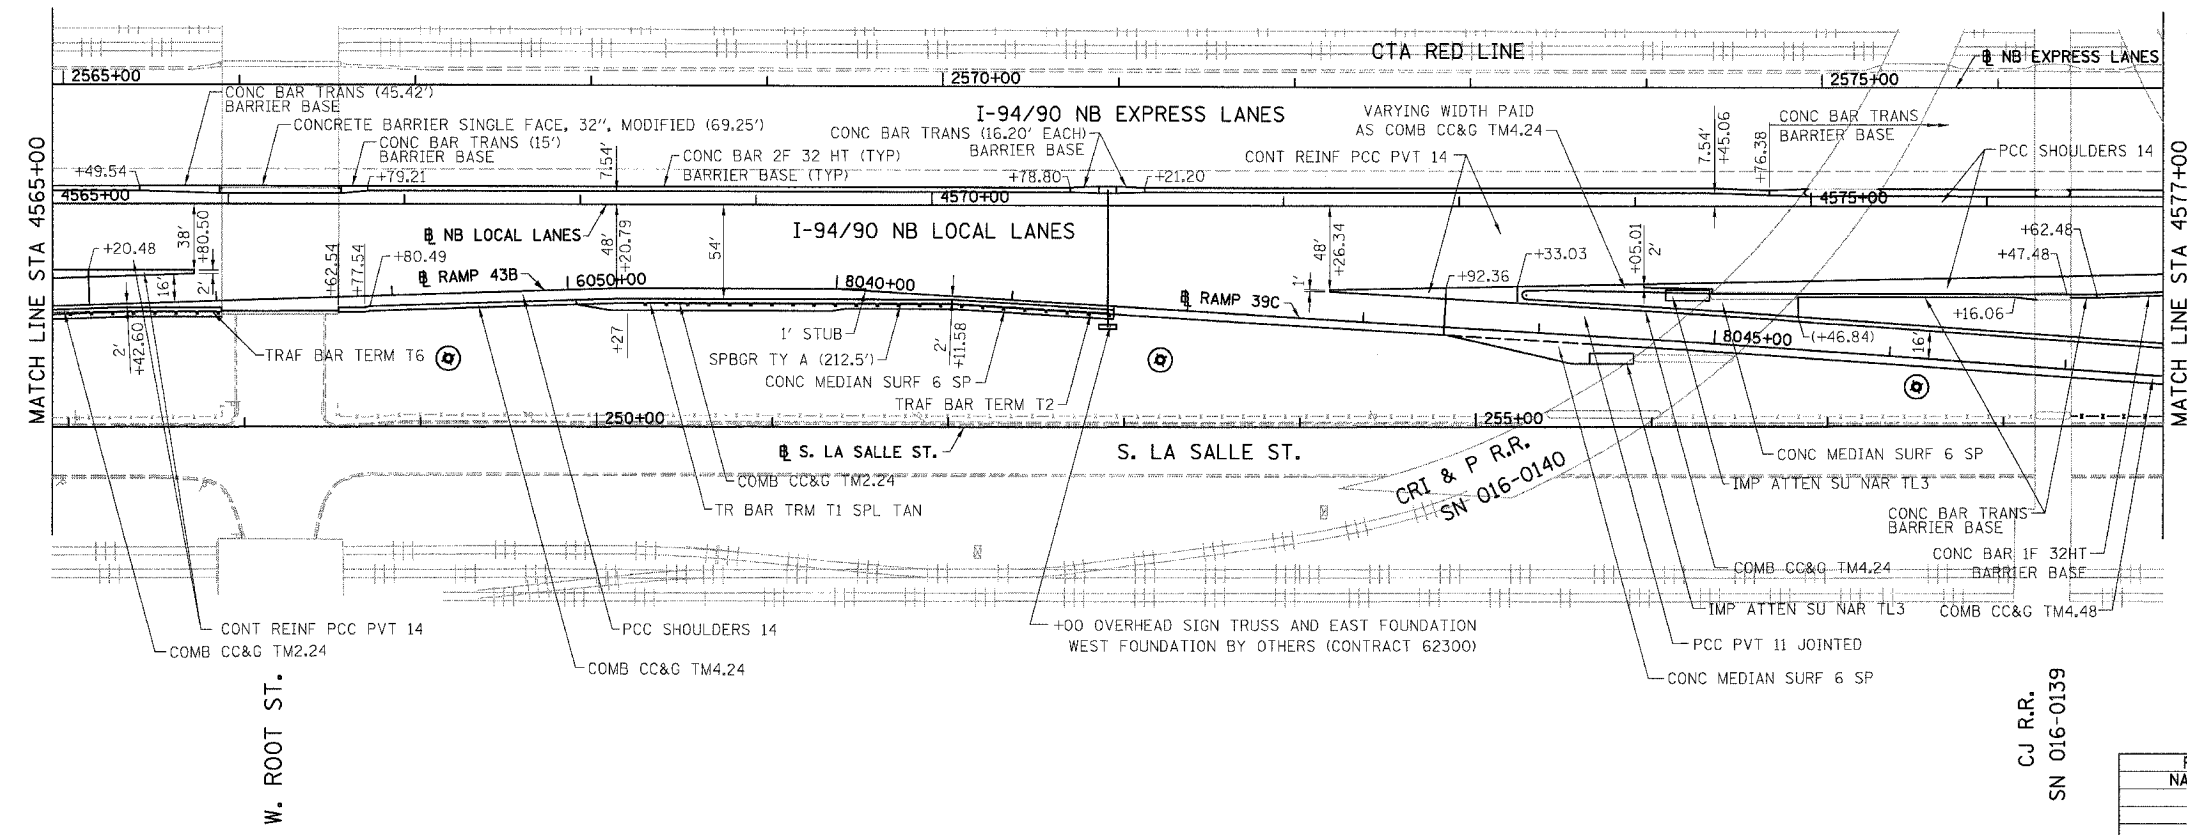 CTA RED LINE
℄ NB EXPRESS LANES
2565+00
2570+00
2575+00
CONC BAR TRANS (45.42')
BARRIER BASE
I-94/90 NB EXPRESS LANES
VARYING WIDTH PAID
AS COMB CC&G TM4.24
CONCRETE BARRIER SINGLE FACE, 32", MODIFIED (69.25')
CONC BAR TRANS (16.20' EACH)
BARRIER BASE
CONC BAR TRANS
BARRIER BASE
CONC BAR TRANS (15')
BARRIER BASE
7.54'
CONC BAR 2F 32 HT (TYP)
BARRIER BASE (TYP)
CONT REINF PCC PVT 14
7.54'
+45.06
+76.38
PCC SHOULDERS 14
+49.54
+79.21
+78.80
+21.20
4565+00
4570+00
4575+00
MATCH LINE STA 4565+00
MATCH LINE STA 4577+00
℄ NB LOCAL LANES
I-94/90 NB LOCAL LANES
+20.48
38'
+80.50
16'
2'
+62.54
+77.54
+80.49
℄ RAMP 43B
6050+00
48'
+20.79
54'
8040+00
48'
+26.34
1'
+92.36
+33.03
+05.01
2'
+62.48
+47.48
℄ RAMP 39C
+16.06
(+46.84)
8045+00
16'
2'
+42.60
TRAF BAR TERM T6
+27
1' STUB
SPBGR TY A (212.5')
2'
+11.58
CONC MEDIAN SURF 6 SP
TRAF BAR TERM T2
250+00
255+00
℄ S. LA SALLE ST.
S. LA SALLE ST.
CRI & P R.R.
SN 016-0140
CONC MEDIAN SURF 6 SP
COMB CC&G TM2.24
IMP ATTEN SU NAR TL3
TR BAR TRM T1 SPL TAN
CONC BAR TRANS
BARRIER BASE
CONC BAR 1F 32HT
BARRIER BASE
COMB CC&G TM4.24
IMP ATTEN SU NAR TL3
COMB CC&G TM4.48
CONT REINF PCC PVT 14
COMB CC&G TM2.24
PCC SHOULDERS 14
COMB CC&G TM4.24
+00 OVERHEAD SIGN TRUSS AND EAST FOUNDATION
WEST FOUNDATION BY OTHERS (CONTRACT 62300)
PCC PVT 11 JOINTED
CONC MEDIAN SURF 6 SP
W. ROOT ST.
CJ R.R.
SN 016-0139
NA